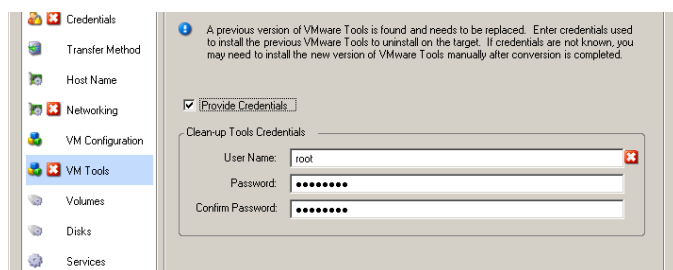 Credentials
Transfer Method
Host Name
Networking
VM Configuration
VM Tools
Volumes
Disks
Services
A previous version of VMware Tools is found and needs to be replaced. Enter credentials used
to install the previous VMware Tools to uninstall on the target. If credentials are not known, you
may need to install the new version of VMware Tools manually after conversion is completed.
Provide Credentials
Clean-up Tools Credentials
User Name: root
Password: ●●●●●●●●
Confirm Password: ●●●●●●●●